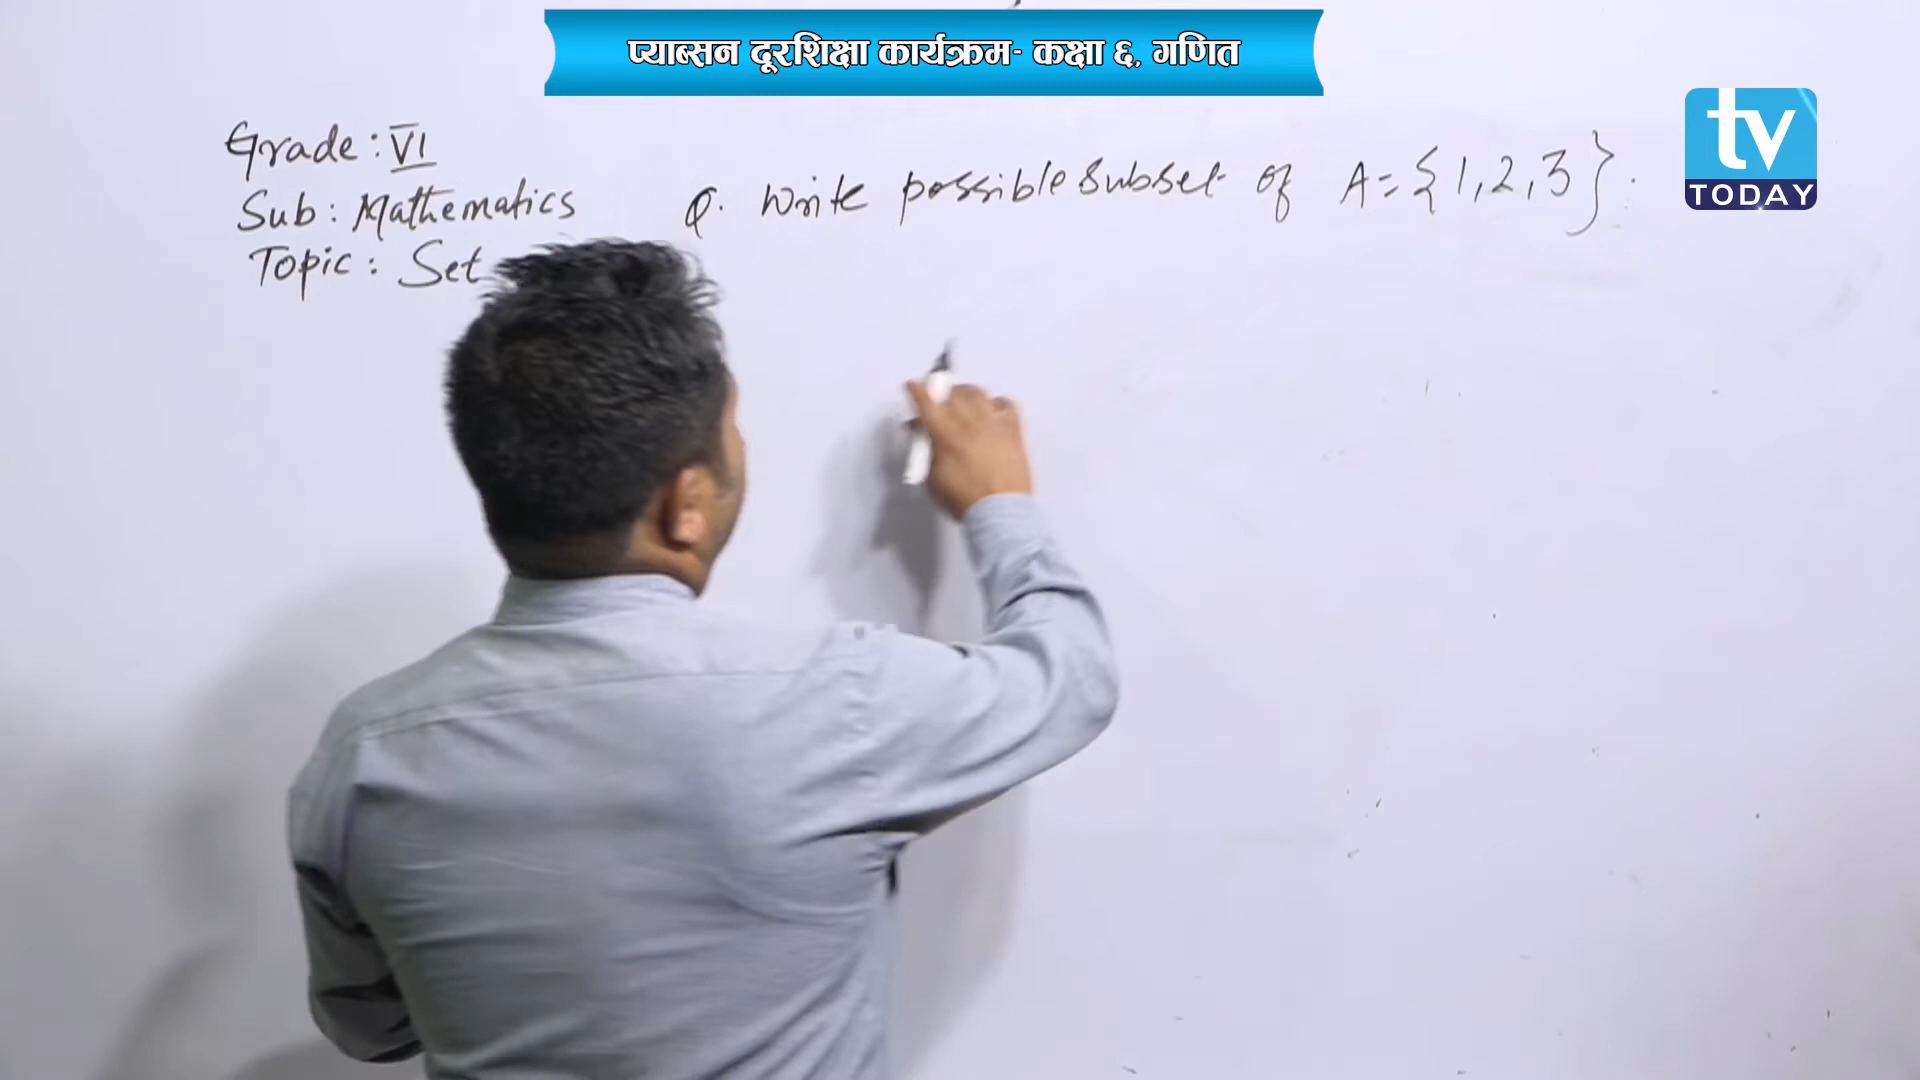 प्याब्सन दूरशिक्षा कार्यक्रम- कक्षा ६, गणित
tv
TODAY
Grade : VI
Sub : Mathematics
Topic : Set
Q. Write possible subset of A = {1, 2, 3}.